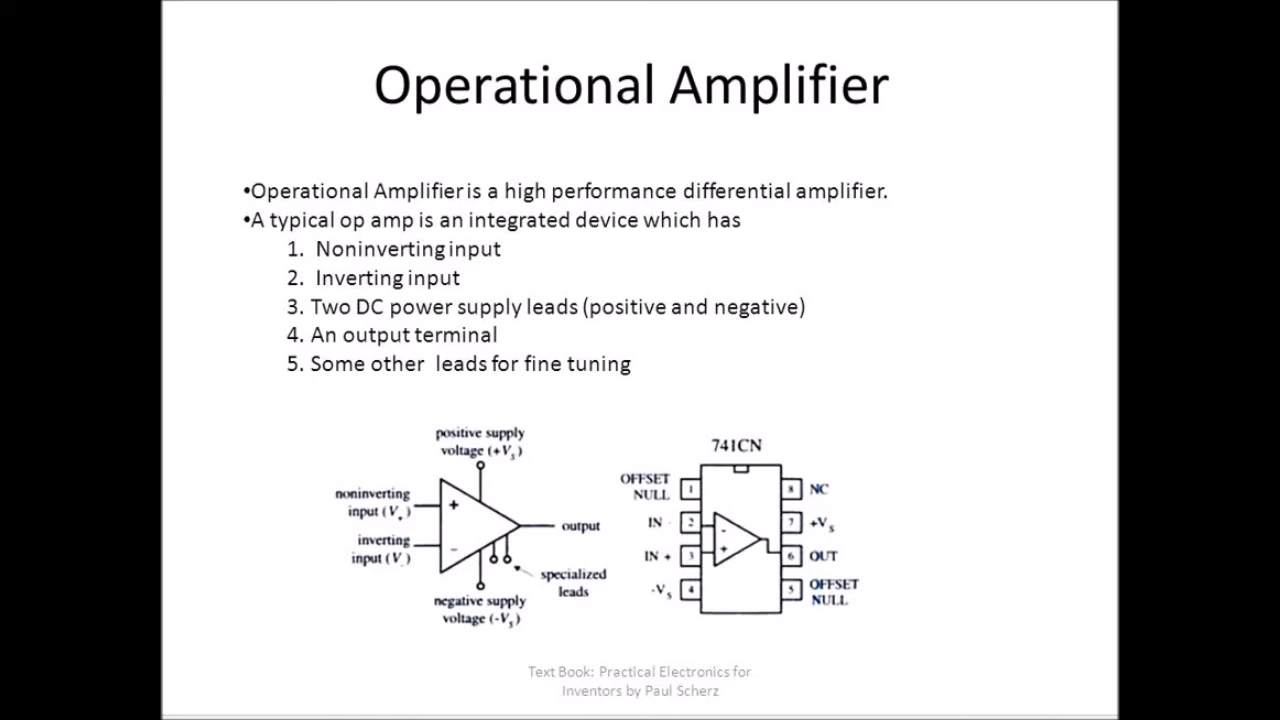 Operational Amplifier
•Operational Amplifier is a high performance differential amplifier.
•A typical op amp is an integrated device which has
1. Noninverting input
2. Inverting input
3. Two DC power supply leads (positive and negative)
4. An output terminal
5. Some other leads for fine tuning
positive supply
voltage (+Vs)
noninverting
input (V+)
+
inverting
input (V-)
-
output
specialized
leads
negative supply
voltage (-Vs)
741CN
OFFSET
NULL
1
8
NC
IN -
2
-
7
+Vs
IN +
3
+
6
OUT
-Vs
4
5
OFFSET
NULL
Text Book: Practical Electronics for
Inventors by Paul Scherz